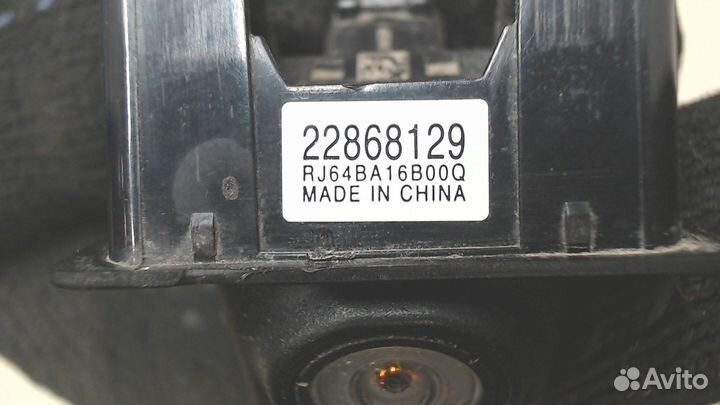 22868129
RJ64BA16B00Q
MADE IN CHINA
Avito